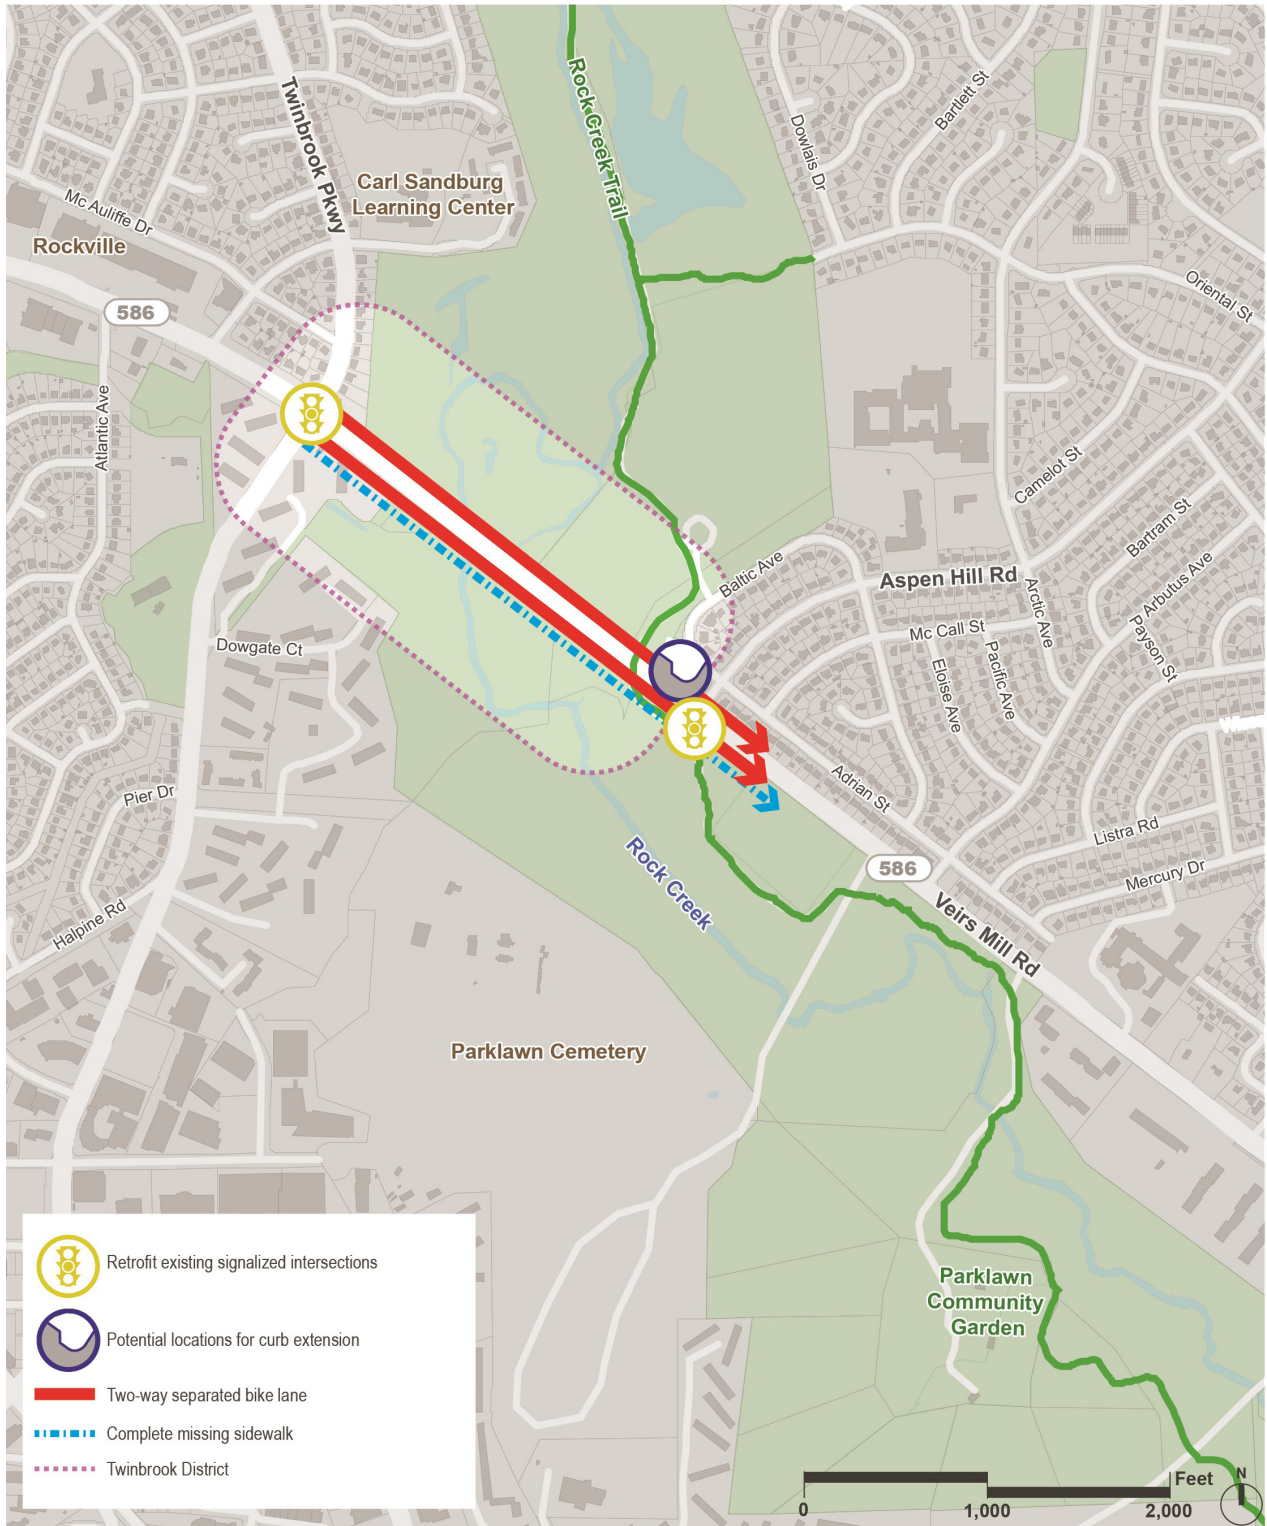 Rock Creek Trail
Twinbrook Pkwy
Bartlett St
Dowlais Dr
Carl Sandburg
Learning Center
Mc Auliffe Dr
Rockville
Oriental St
586
Atlantic Ave
Camelot St
Bartram St
Baltic Ave
Aspen Hill Rd
Arctic Ave
Arbutus Ave
Payson St
Mc Call St
Pacific Ave
Eloise Ave
Dowgate Ct
Adrian St
Pier Dr
Listra Rd
Mercury Dr
Rock Creek
586
Veirs Mill Rd
Halpine Rd
Parklawn Cemetery
Parklawn
Community
Garden
Retrofit existing signalized intersections
Potential locations for curb extension
Two-way separated bike lane
Complete missing sidewalk
Twinbrook District
Feet
N
0
1,000
2,000